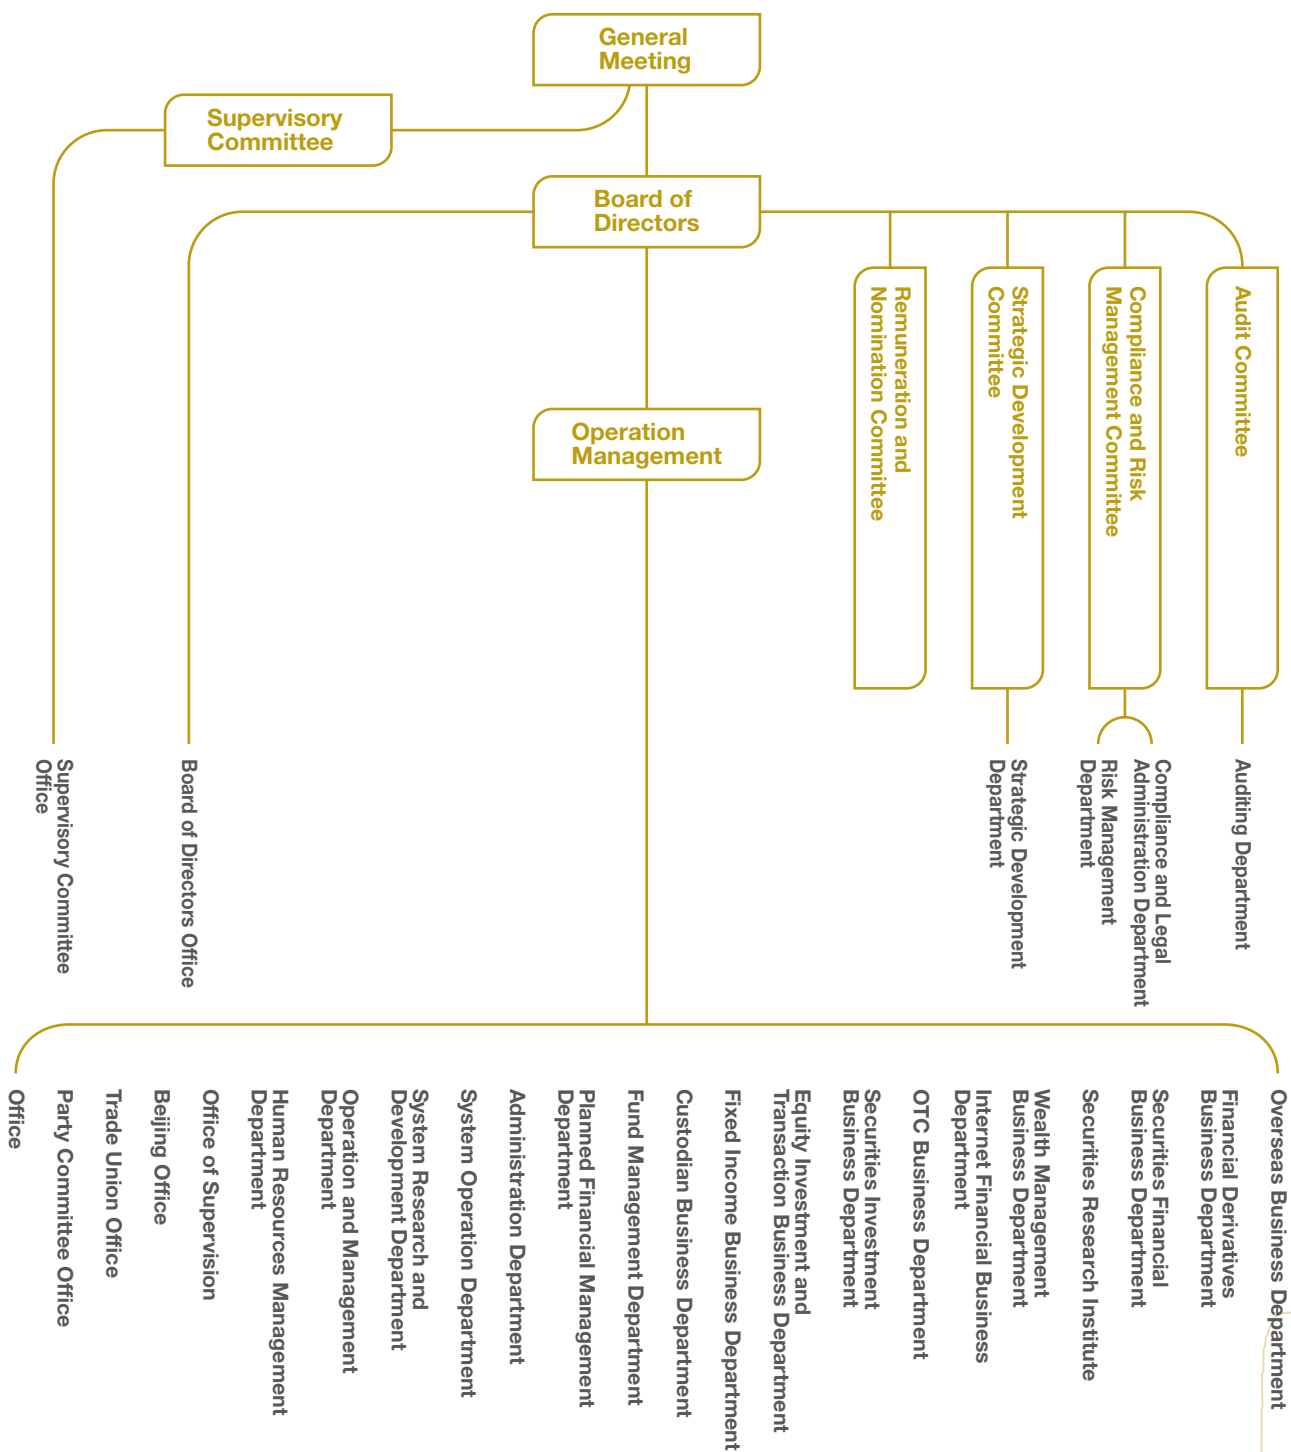 General
Meeting
Supervisory
Committee
Board of
Directors
Remuneration and
Nomination Committee
Strategic Development
Committee
Compliance and Risk
Management Committee
Audit Committee
Operation
Management
Supervisory Committee
Office
Board of Directors Office
Strategic Development
Department
Risk Management
Department
Compliance and Legal
Administration Department
Auditing Department
Office
Party Committee Office
Trade Union Office
Beijing Office
Office of Supervision
Human Resources Management
Department
Operation and Management
Department
System Research and
Development Department
System Operation Department
Administration Department
Planned Financial Management
Department
Fund Management Department
Custodian Business Department
Fixed Income Business Department
Equity Investment and
Transaction Business Department
Securities Investment
Business Department
OTC Business Department
Internet Financial Business
Department
Wealth Management
Business Department
Securities Research Institute
Securities Financial
Business Department
Financial Derivatives
Business Department
Overseas Business Department